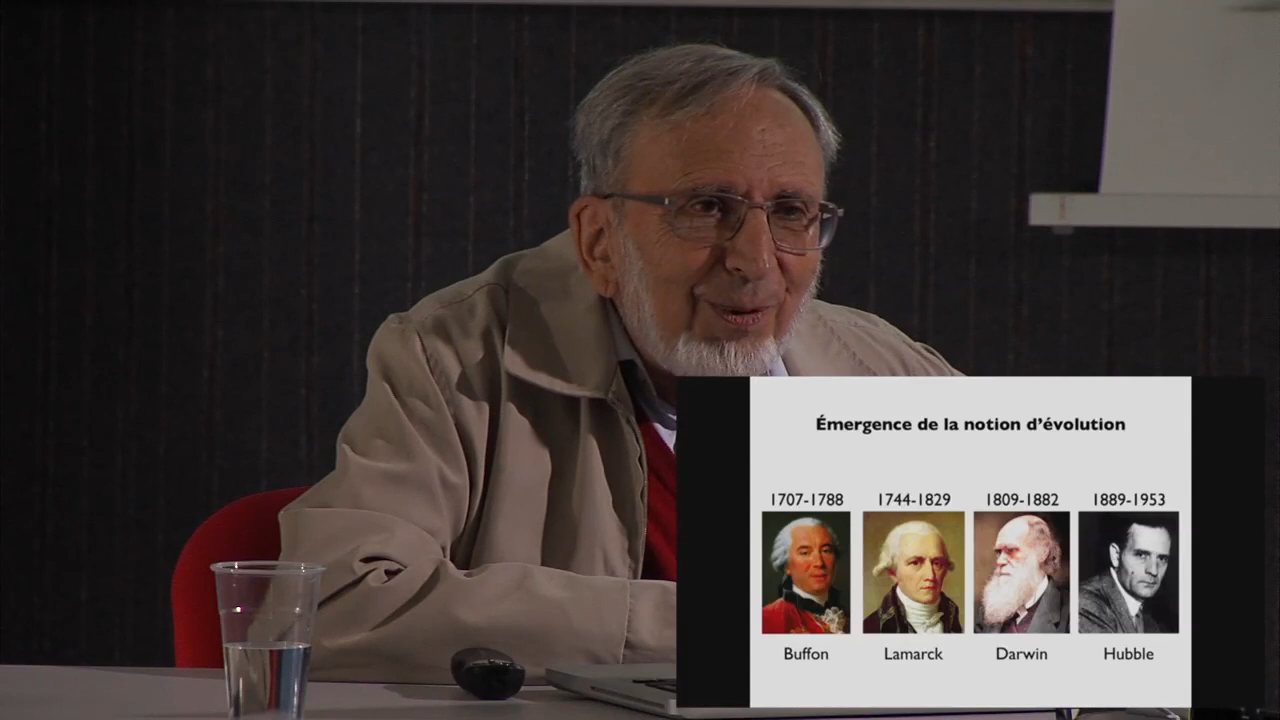 Émergence de la notion d'évolution
1707-1788 1744-1829 1809-1882 1889-1953
Buffon Lamarck Darwin Hubble